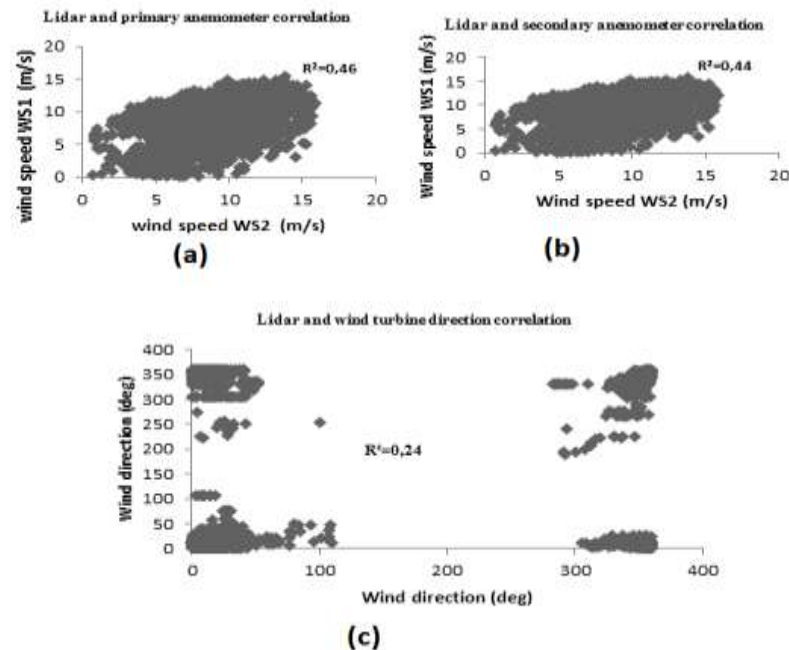 Lidar and primary anemometer correlation
R²=0,46
wind speed WS1 (m/s)
20
15
10
5
0
0 5 10 15 20
wind speed WS2 (m/s)
(a)
Lidar and secondary anemometer correlation
R²=0,44
Wind speed WS1 (m/s)
20
15
10
5
0
0 5 10 15 20
Wind speed WS2 (m/s)
(b)
Lidar and wind turbine direction correlation
R²=0,24
Wind direction (deg)
400
350
300
250
200
150
100
50
0
0 100 200 300 400
Wind direction (deg)
(c)